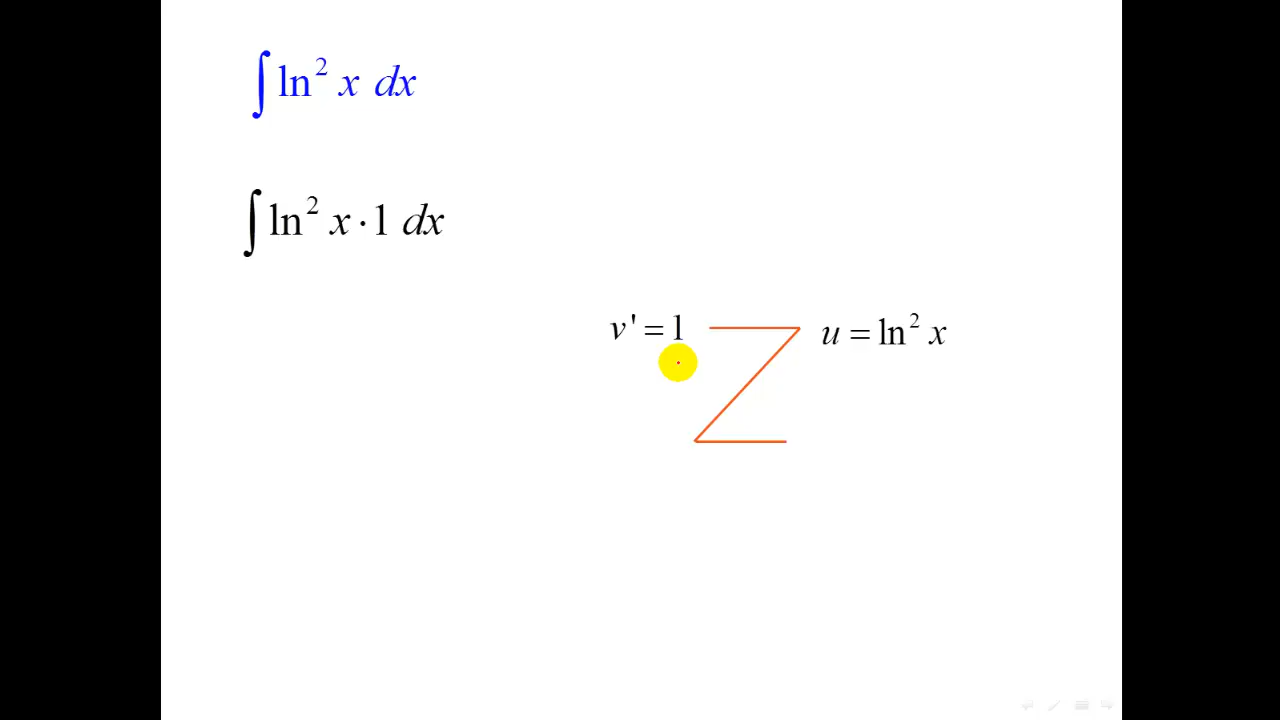 ∫ ln² x dx
∫ ln² x · 1 dx
v' = 1 u = ln² x